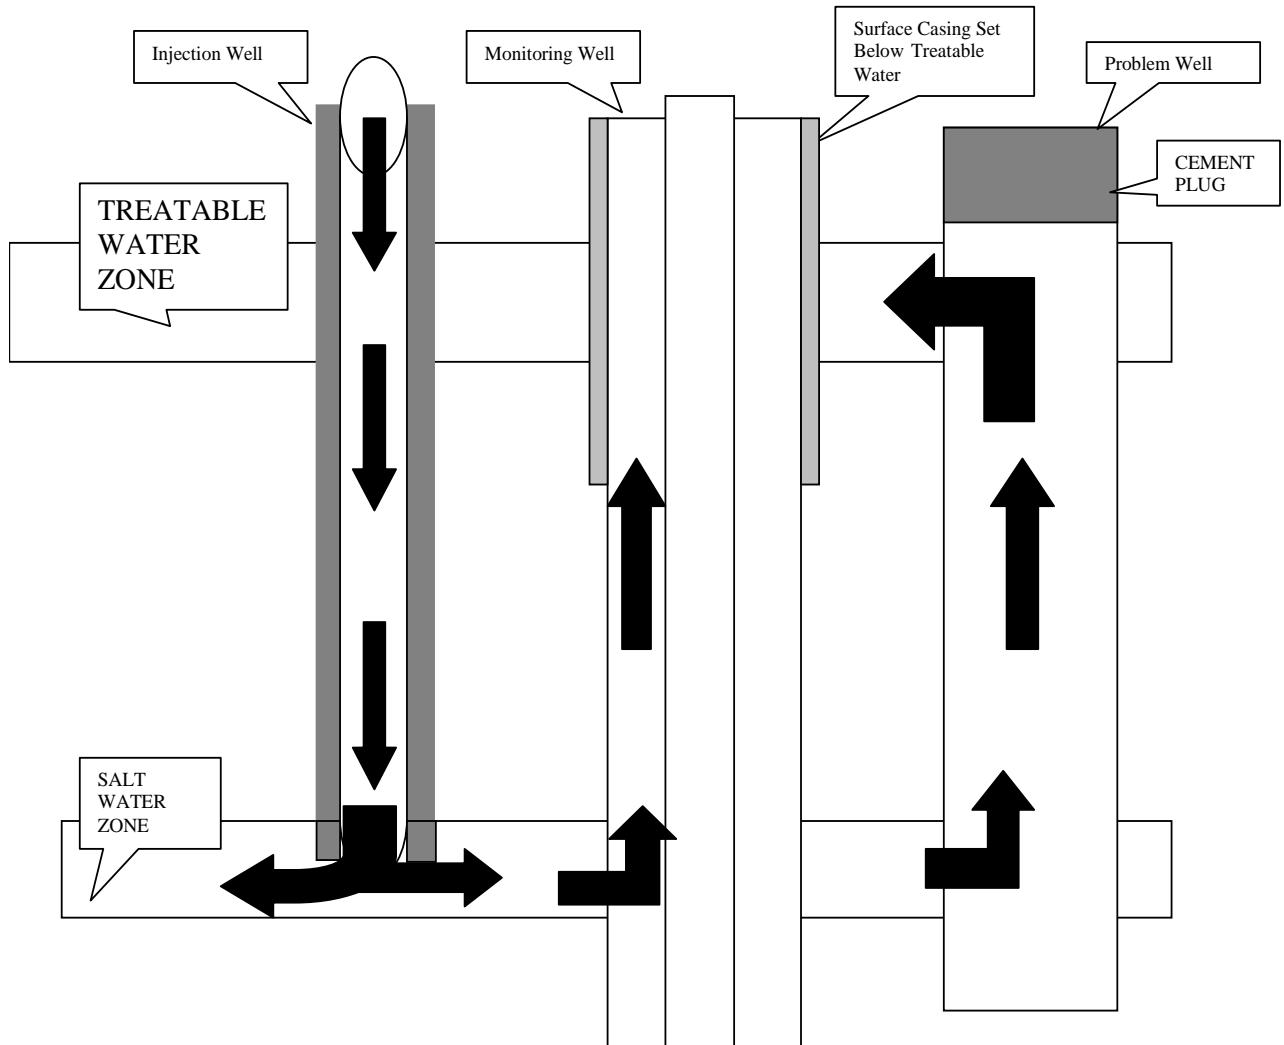 Injection Well
Monitoring Well
Surface Casing Set
Below Treatable
Water
Problem Well
CEMENT
PLUG
TREATABLE
WATER
ZONE
SALT
WATER
ZONE